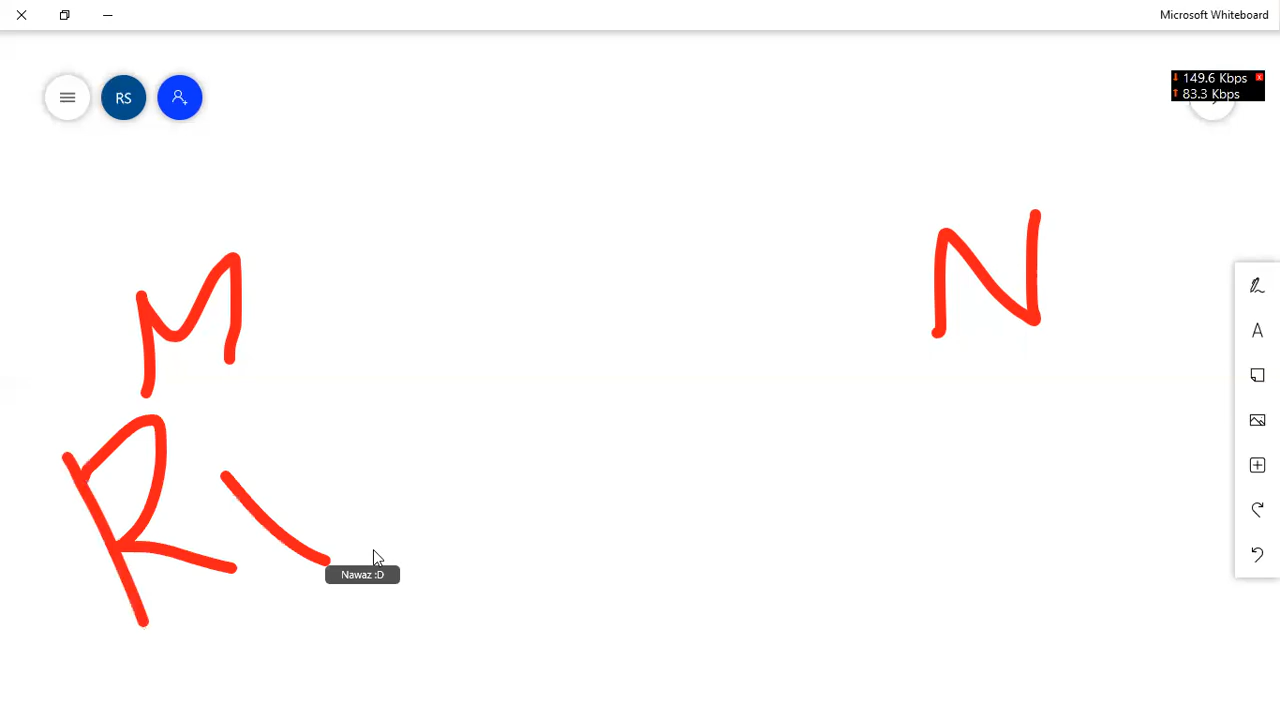 Microsoft Whiteboard
RS
149.6 Kbps
83.3 Kbps
M
N
R
Nawaz :D
A